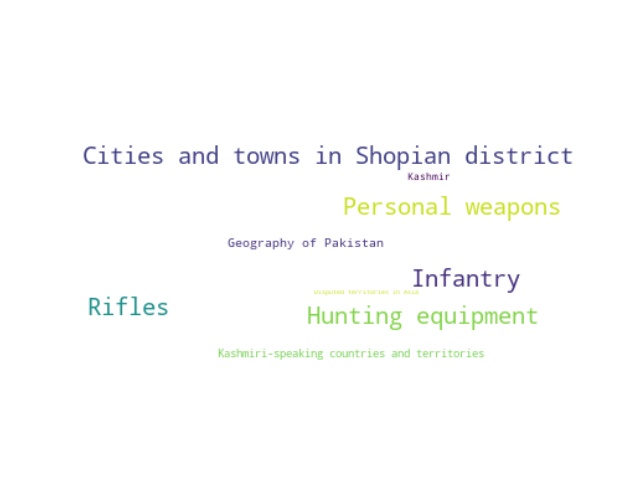 Cities and towns in Shopian district
Kashmir
Personal weapons
Geography of Pakistan
Infantry
Disputed territories in Asia
Rifles
Hunting equipment
Kashmiri-speaking countries and territories